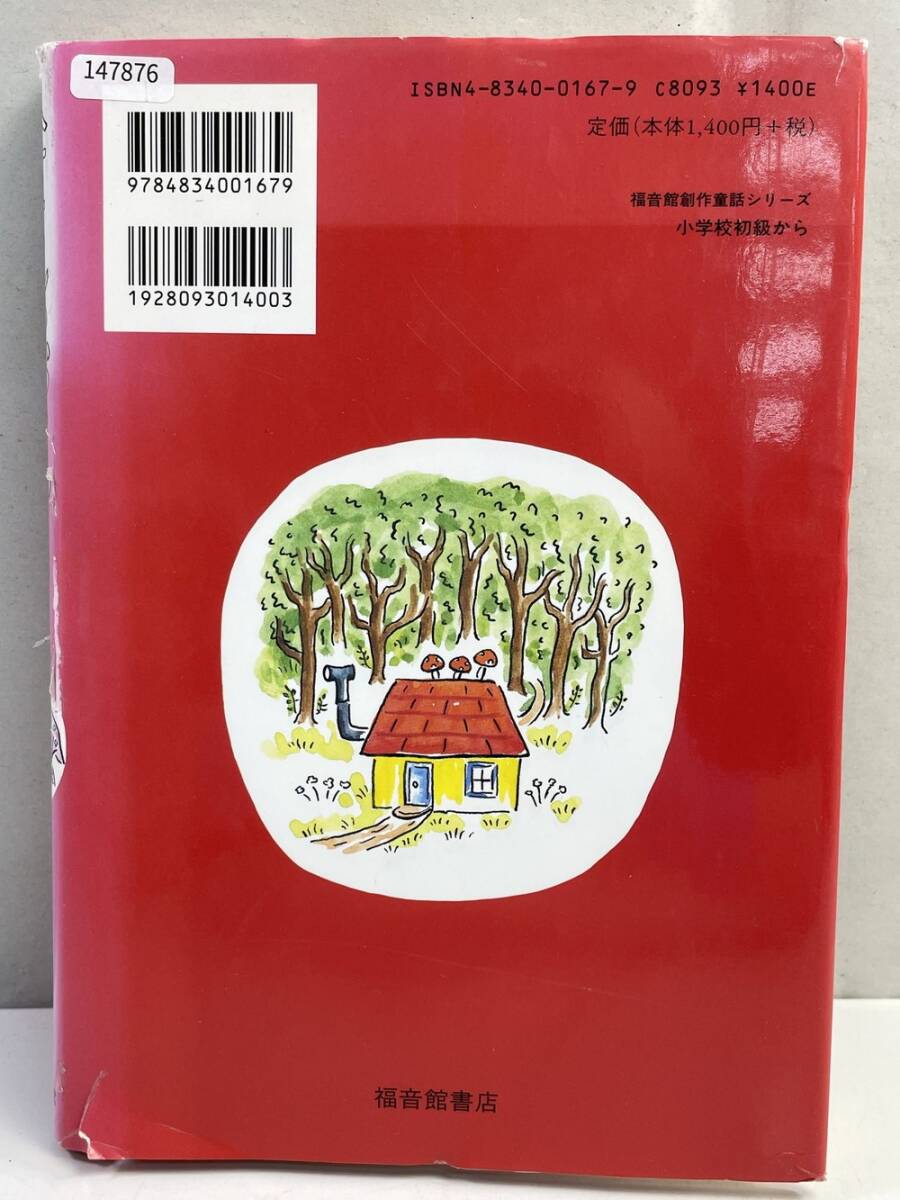 147876
ISBN4-8340-0167-9 C8093 ¥1400E
定価(本体1,400円+税)
9784834001679
福音館創作童話シリーズ
小学校初級から
1928093014003
福音館書店